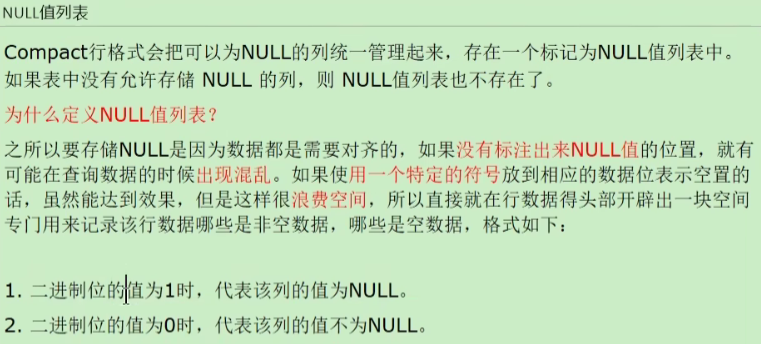 NULL值列表
Compact行格式会把可以为NULL的列统一管理起来，存在一个标记为NULL值列表中。
如果表中没有允许存储 NULL 的列，则 NULL值列表也不存在了。
为什么定义NULL值列表？
之所以要存储NULL是因为数据都是需要对齐的，如果没有标注出来NULL值的位置，就有
可能在查询数据的时候出现混乱。如果使用一个特定的符号放到相应的数据位表示空置的
话，虽然能达到效果，但是这样很浪费空间，所以直接就在行数据得头部开辟出一块空间
专门用来记录该行数据哪些是非空数据，哪些是空数据，格式如下：
1. 二进制位的值为1时，代表该列的值为NULL。
2. 二进制位的值为0时，代表该列的值不为NULL。